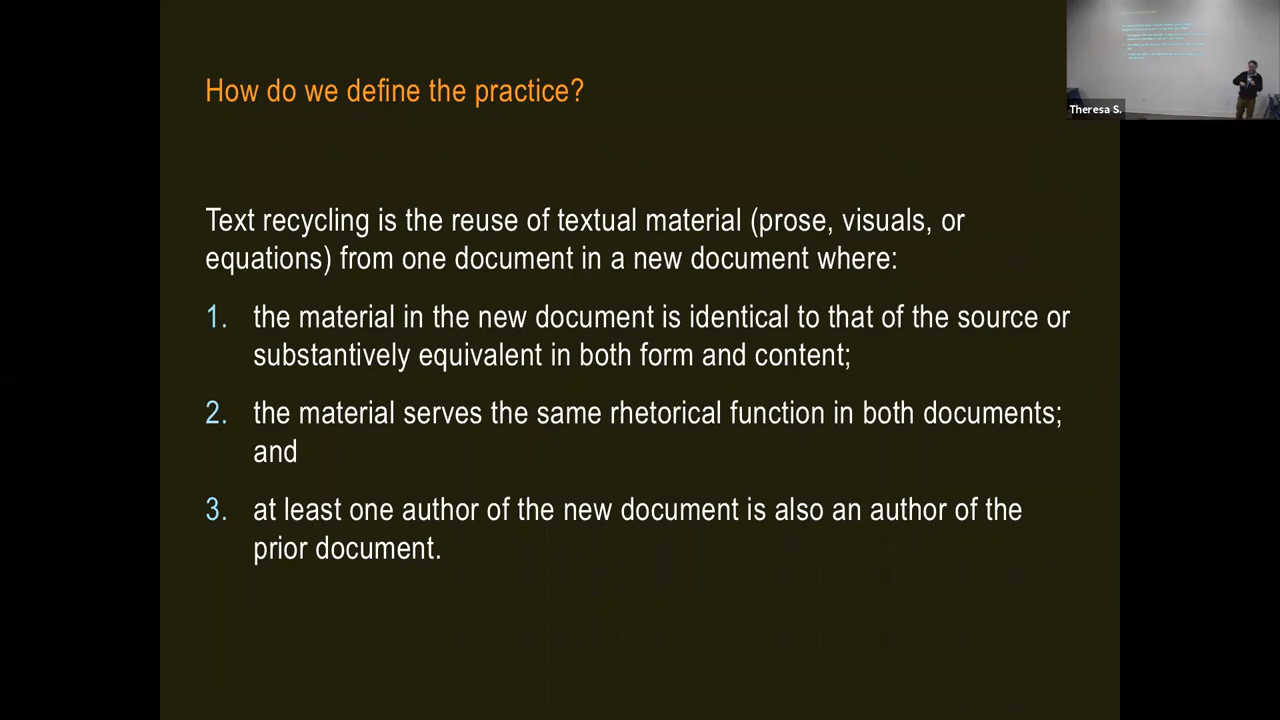 How do we define the practice?
Theresa S.
Text recycling is the reuse of textual material (prose, visuals, or
equations) from one document in a new document where:
1. the material in the new document is identical to that of the source or
substantively equivalent in both form and content;
2. the material serves the same rhetorical function in both documents;
and
3. at least one author of the new document is also an author of the
prior document.